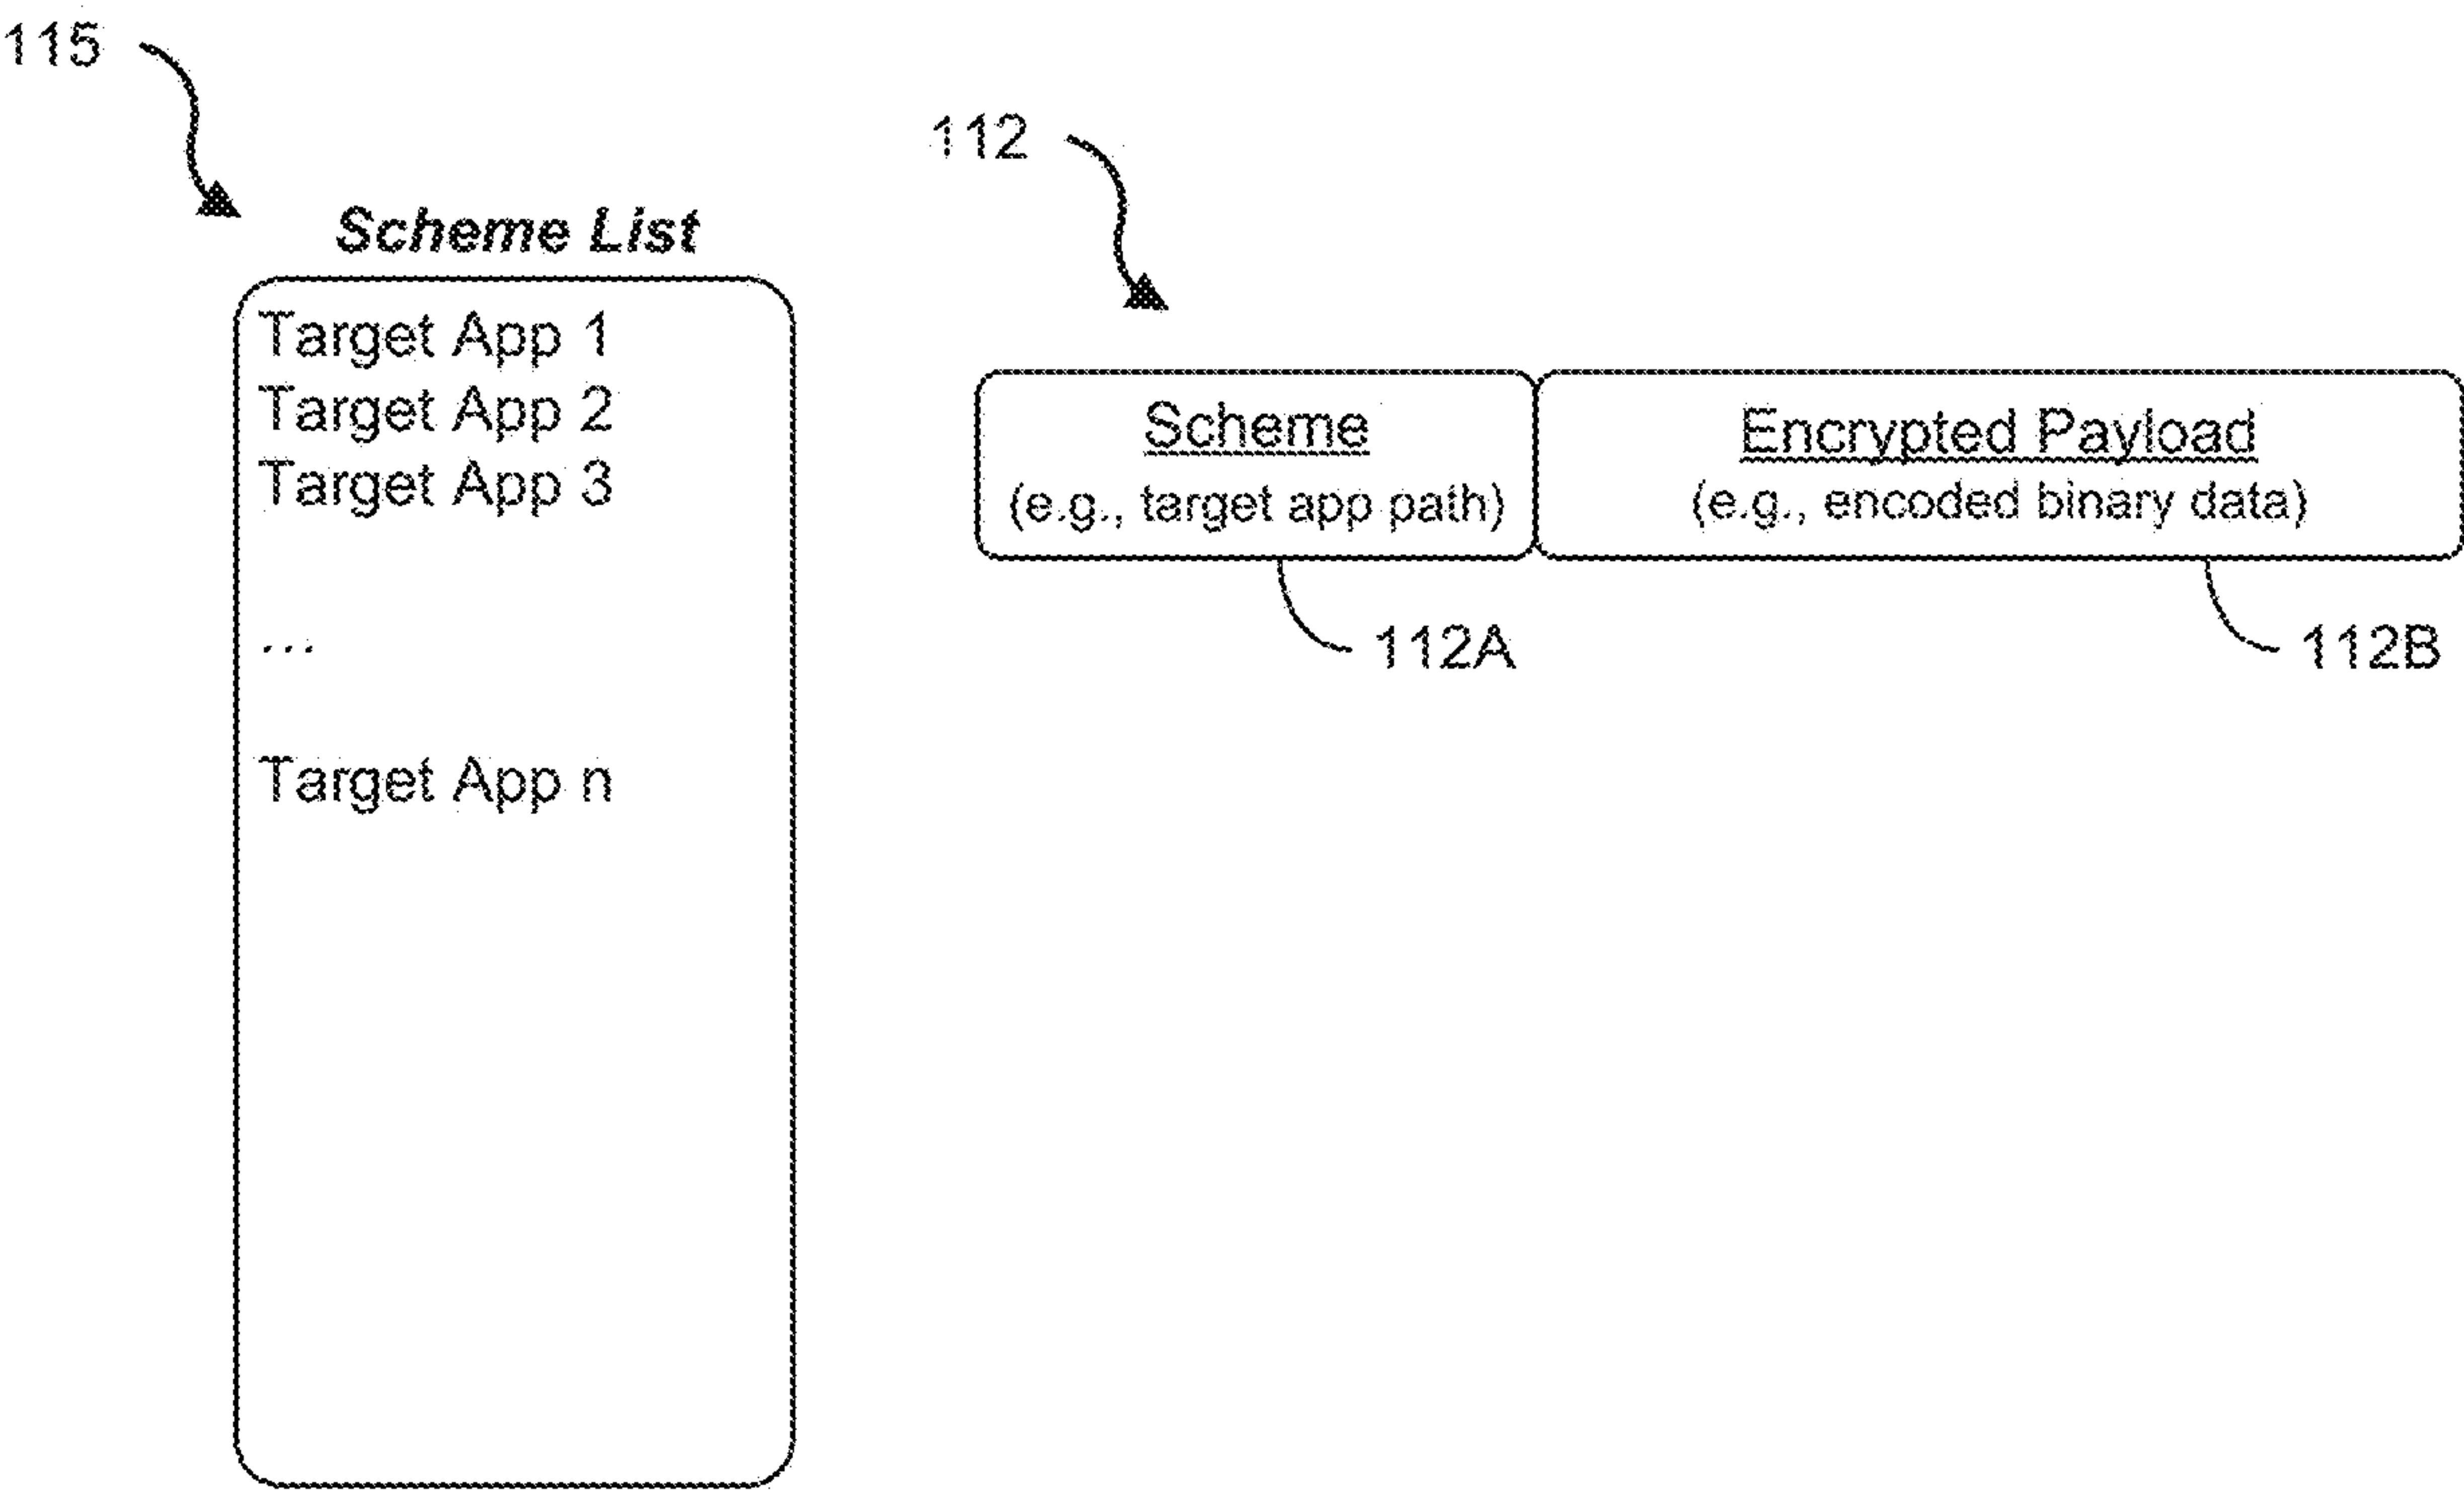 115
Scheme List
Target App 1
Target App 2
Target App 3
...
Target App n
112
Scheme
(e.g., target app path)
Encrypted Payload
(e.g., encoded binary data)
112A
112B